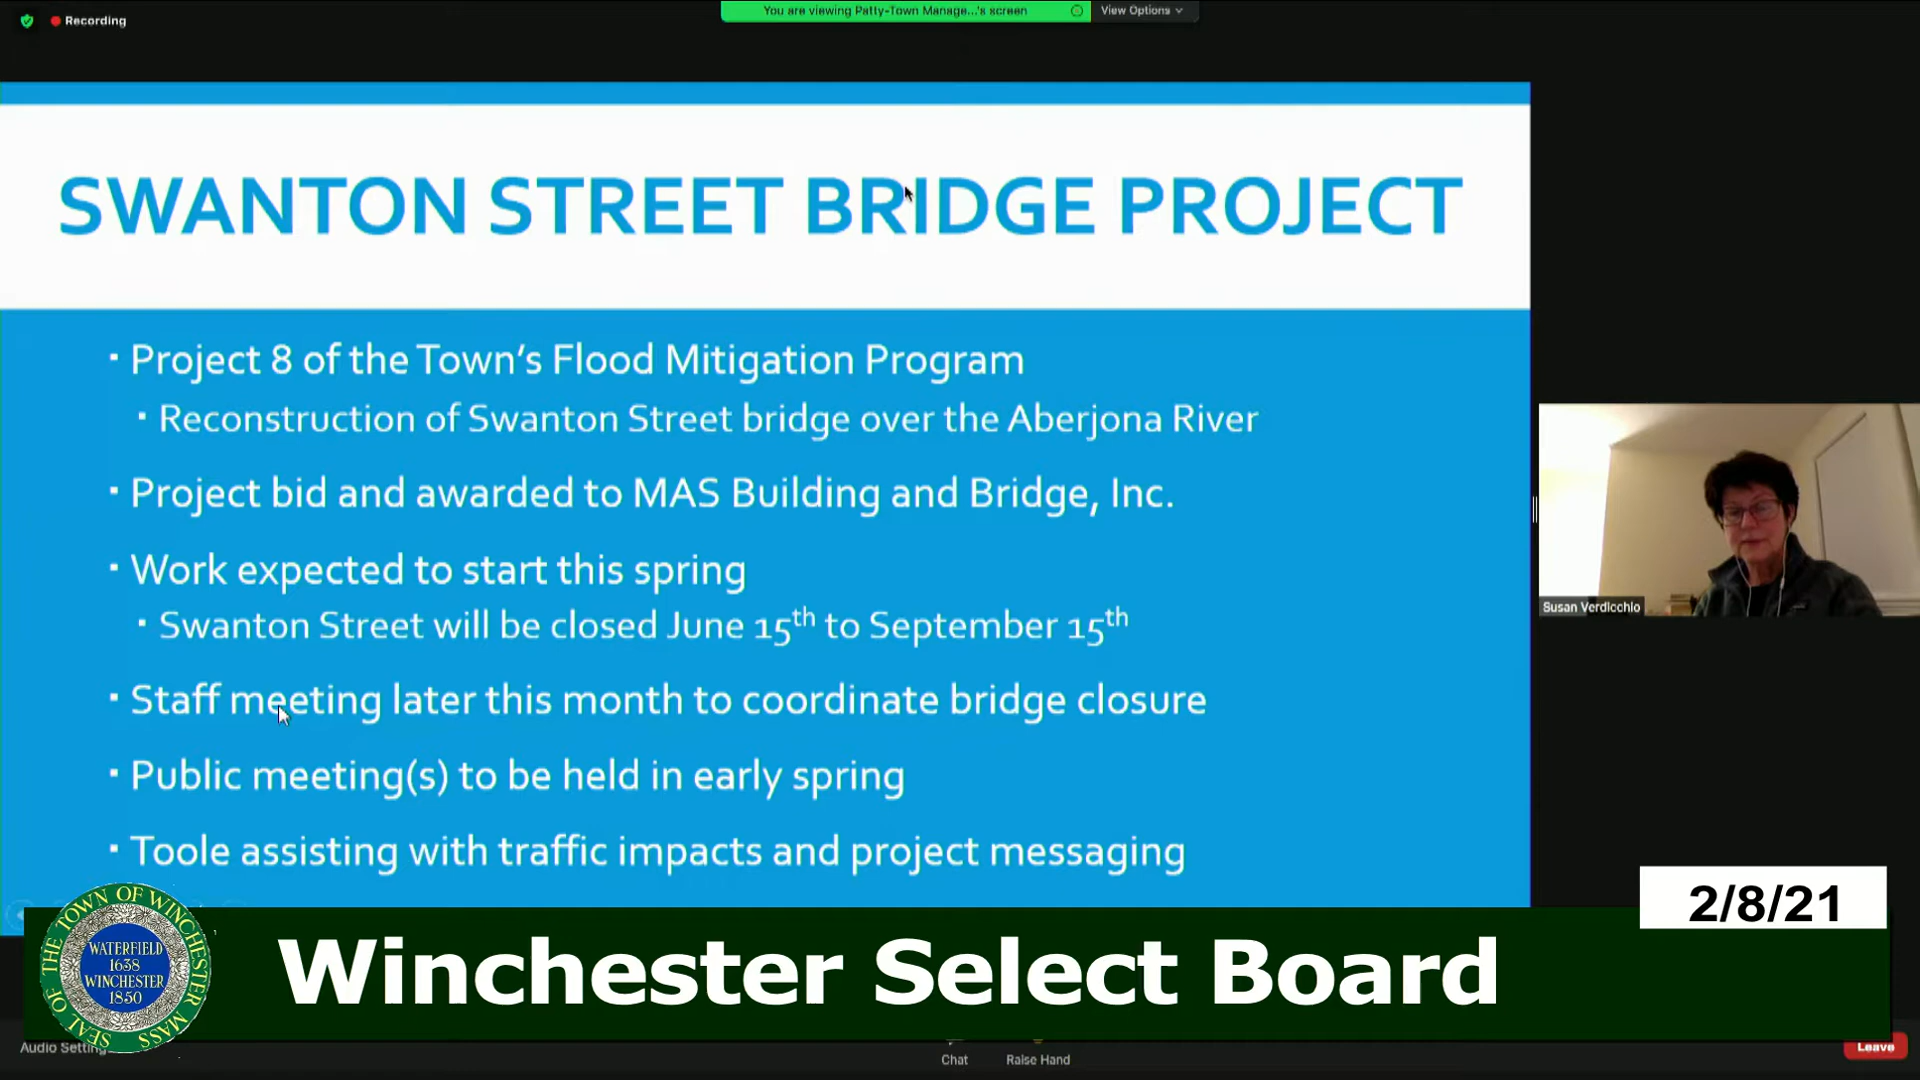 Recording
You are viewing Patty-Town Manage...'s screen
View Options
SWANTON STREET BRIDGE PROJECT
Project 8 of the Town's Flood Mitigation Program
Reconstruction of Swanton Street bridge over the Aberjona River
Project bid and awarded to MAS Building and Bridge, Inc.
Work expected to start this spring
Swanton Street will be closed June 15th to September 15th
Staff meeting later this month to coordinate bridge closure
Public meeting(s) to be held in early spring
Toole assisting with traffic impacts and project messaging
Susan Verdicchio
2/8/21
Winchester Select Board
THE TOWN OF WINCHESTER MASS
SEAL OF
WATERFIELD
1638
WINCHESTER
1850
Audio Setting
Chat
Raise Hand
Leave